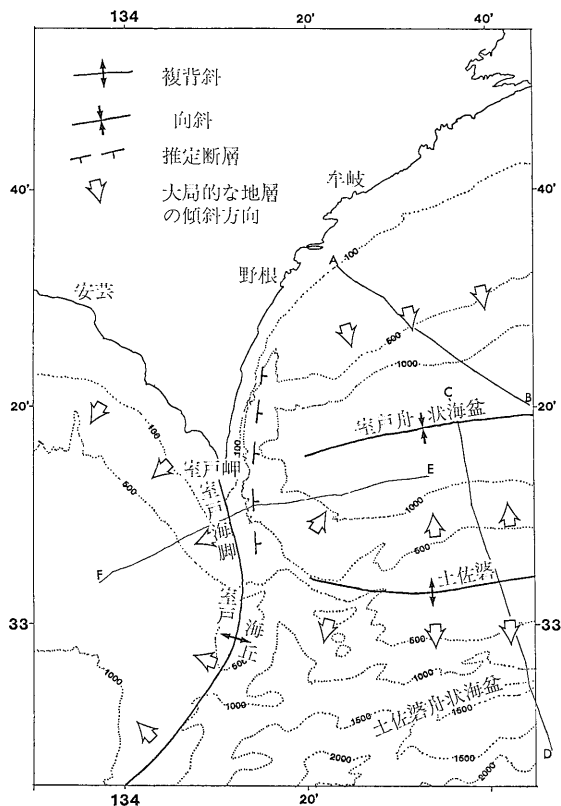 134
20'
40'
複背斜
向斜
推定断層
大局的な地層
の傾斜方向
40'
40'
牟岐
A
100
野根
安芸
500
1000
B
20'
20'
C
室戸舟状海盆
100
100
室戸岬
500
E
1000
室戸海脚
500
F
土佐碆
33
33
室戸海丘
500
500
1000
1000
1000
土佐碆舟状海盆
1500
1500
2000
1500
2000
D
134
20'
40'